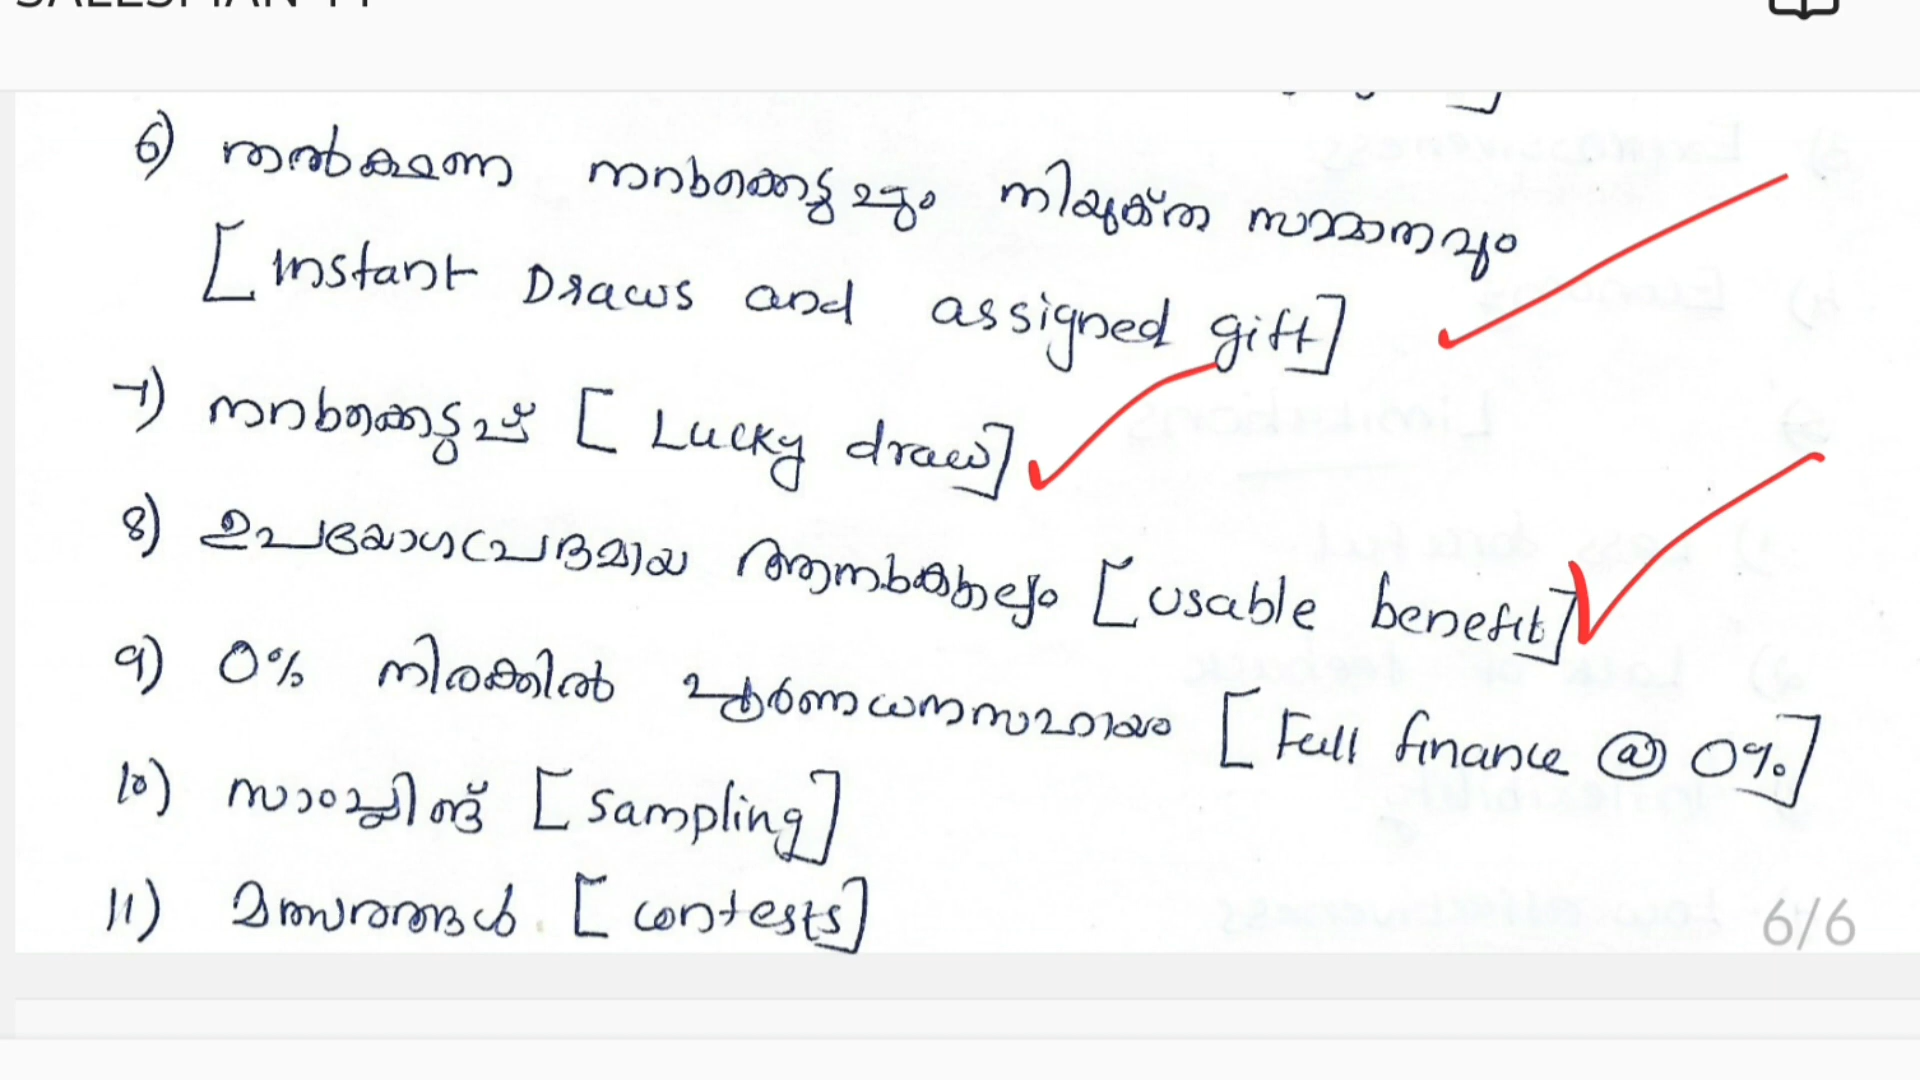 6) തൽക്ഷണ നറുക്കെടുപ്പും നിയുക്ത സമ്മാനവും
[Instant Draws and assigned gift]
7) നറുക്കെടുപ്പ് [Lucky draw]
8) ഉപയോഗപ്രദമായ ആനുകൂല്യം [usable benefit]
9) 0% നിരക്കിൽ പൂർണ്ണ ധനസഹായം [Full finance @ 0%]
10) സാംപ്ലിങ് [Sampling]
11) മത്സരങ്ങൾ [contests]
6/6